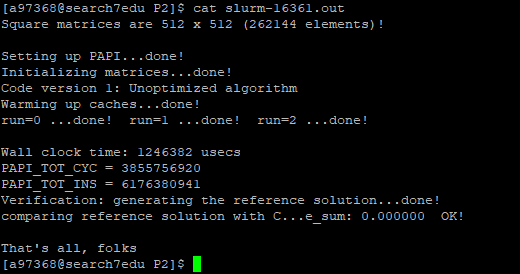 [a97368@search7edu P2]$ cat slurm-16361.out
Square matrices are 512 x 512 (262144 elements)!
Setting up PAPI...done!
Initializing matrices...done!
Code version 1: Unoptimized algorithm
Warming up caches...done!
run=0 ...done!  run=1 ...done!  run=2 ...done!
Wall clock time: 1246382 usecs
PAPI_TOT_CYC = 3855756920
PAPI_TOT_INS = 6176380941
Verification: generating the reference solution...done!
comparing reference solution with C...e_sum: 0.000000  OK!
That's all, folks
[a97368@search7edu P2]$